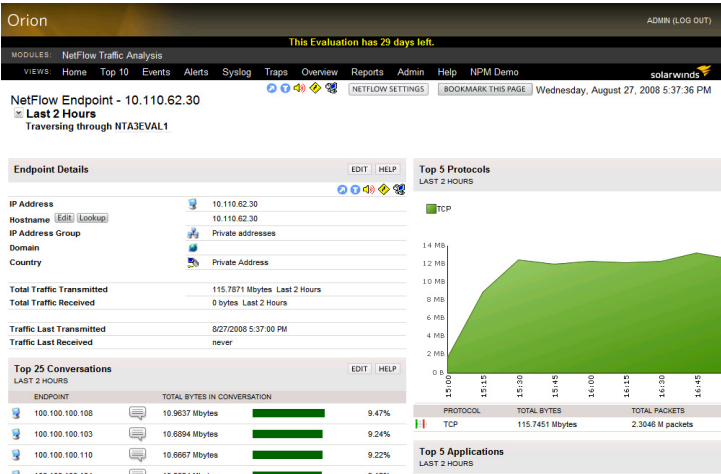 Orion
ADMIN (LOG OUT)
This Evaluation has 29 days left.
MODULES: NetFlow Traffic Analysis
VIEWS: Home Top 10 Events Alerts Syslog Traps Overview Reports Admin Help NPM Demo
solarwinds
NETFLOW SETTINGS BOOKMARK THIS PAGE Wednesday, August 27, 2008 5:37:36 PM
NetFlow Endpoint - 10.110.62.30
Last 2 Hours
Traversing through NTA3EVAL1
Endpoint Details EDIT HELP
IP Address 10.110.62.30
Hostname Edit Lookup 10.110.62.30
IP Address Group Private addresses
Domain
Country Private Address
Total Traffic Transmitted 115.7871 Mbytes Last 2 Hours
Total Traffic Received 0 bytes Last 2 Hours
Traffic Last Transmitted 8/27/2008 5:37:00 PM
Traffic Last Received never
Top 25 Conversations EDIT HELP
LAST 2 HOURS
ENDPOINT TOTAL BYTES IN CONVERSATION
100.100.100.108 10.9637 Mbytes 9.47%
100.100.100.103 10.6894 Mbytes 9.24%
100.100.100.110 10.6667 Mbytes 9.22%
Top 5 Protocols
LAST 2 HOURS
TCP
14 MB
12 MB
10 MB
8 MB
6 MB
4 MB
2 MB
0 B
15:00 15:15 15:30 15:45 16:00 16:15 16:30 16:45
PROTOCOL TOTAL BYTES TOTAL PACKETS
TCP 115.7451 Mbytes 2.3046 M packets
Top 5 Applications
LAST 2 HOURS